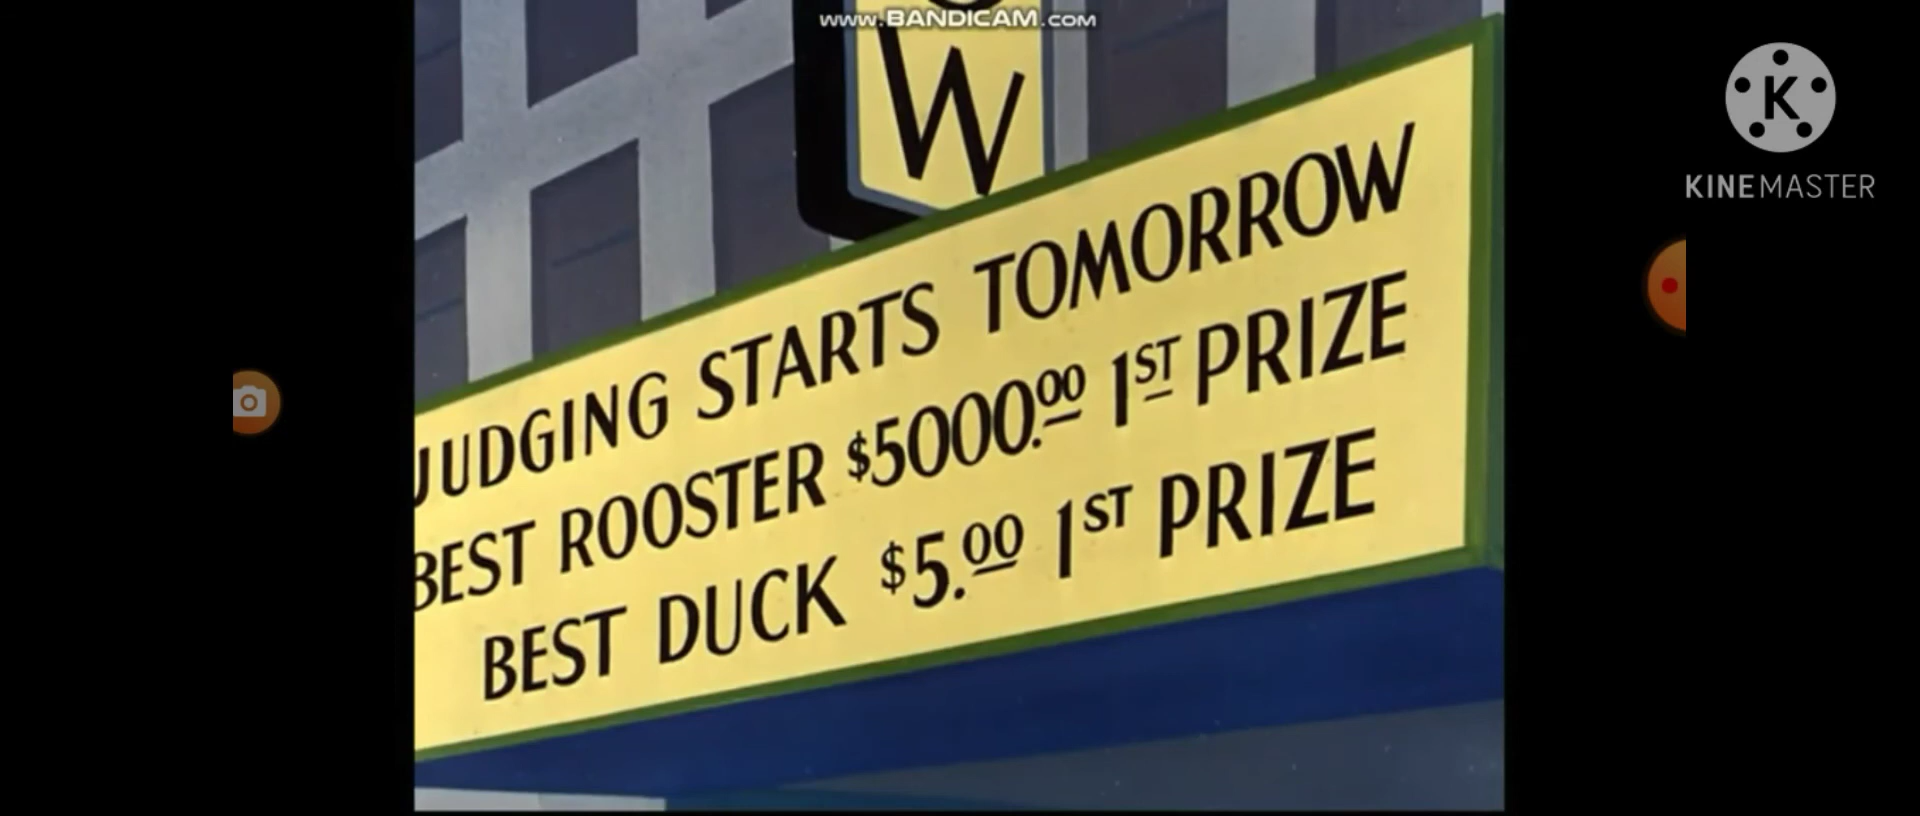 www.BANDICAM.com
W
JUDGING STARTS TOMORROW
BEST ROOSTER $5000.00 1ST PRIZE
BEST DUCK $5.00 1ST PRIZE
K
KINEMASTER